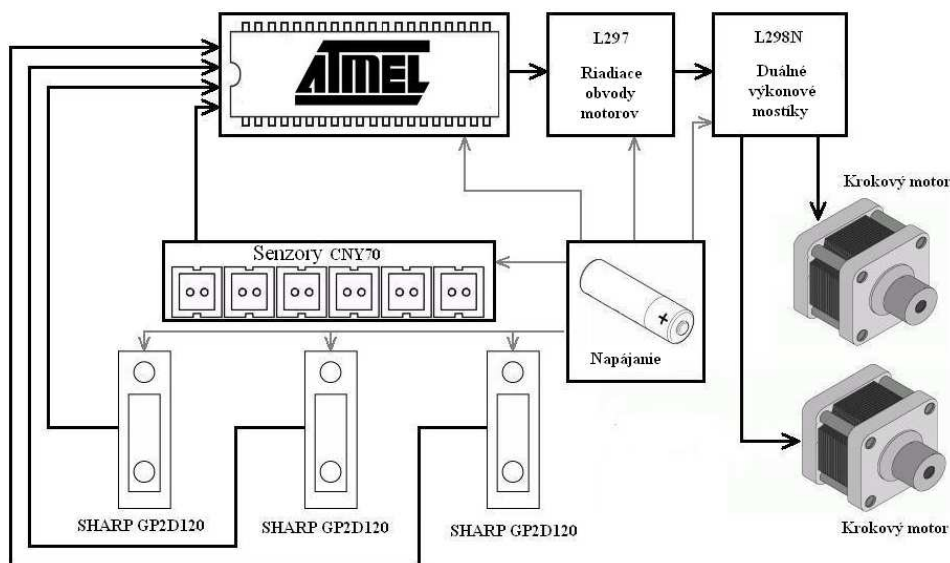 ATMEL
L297
Riadiace
obvody
motorov
L298N
Duálné
výkonové
mostíky
Krokový motor
Senzory CNY70
+
Napájanie
SHARP GP2D120
SHARP GP2D120
SHARP GP2D120
Krokový motor